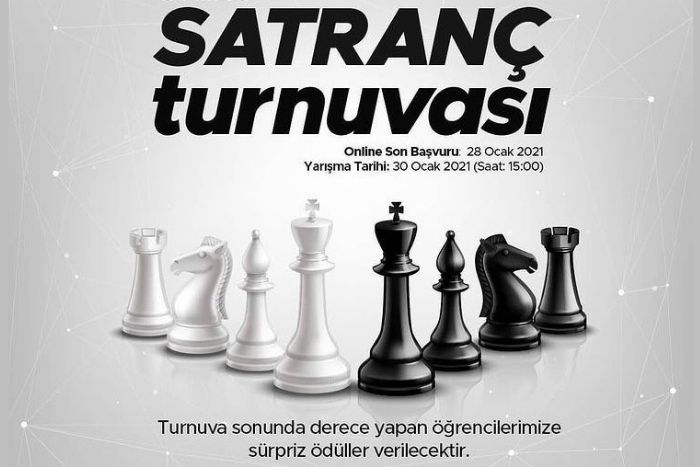 SATRANÇ
turnuvası
Online Son Başvuru: 28 Ocak 2021
Yarışma Tarihi: 30 Ocak 2021 (Saat: 15:00)
Turnuva sonunda derece yapan öğrencilerimize
sürpriz ödüller verilecektir.